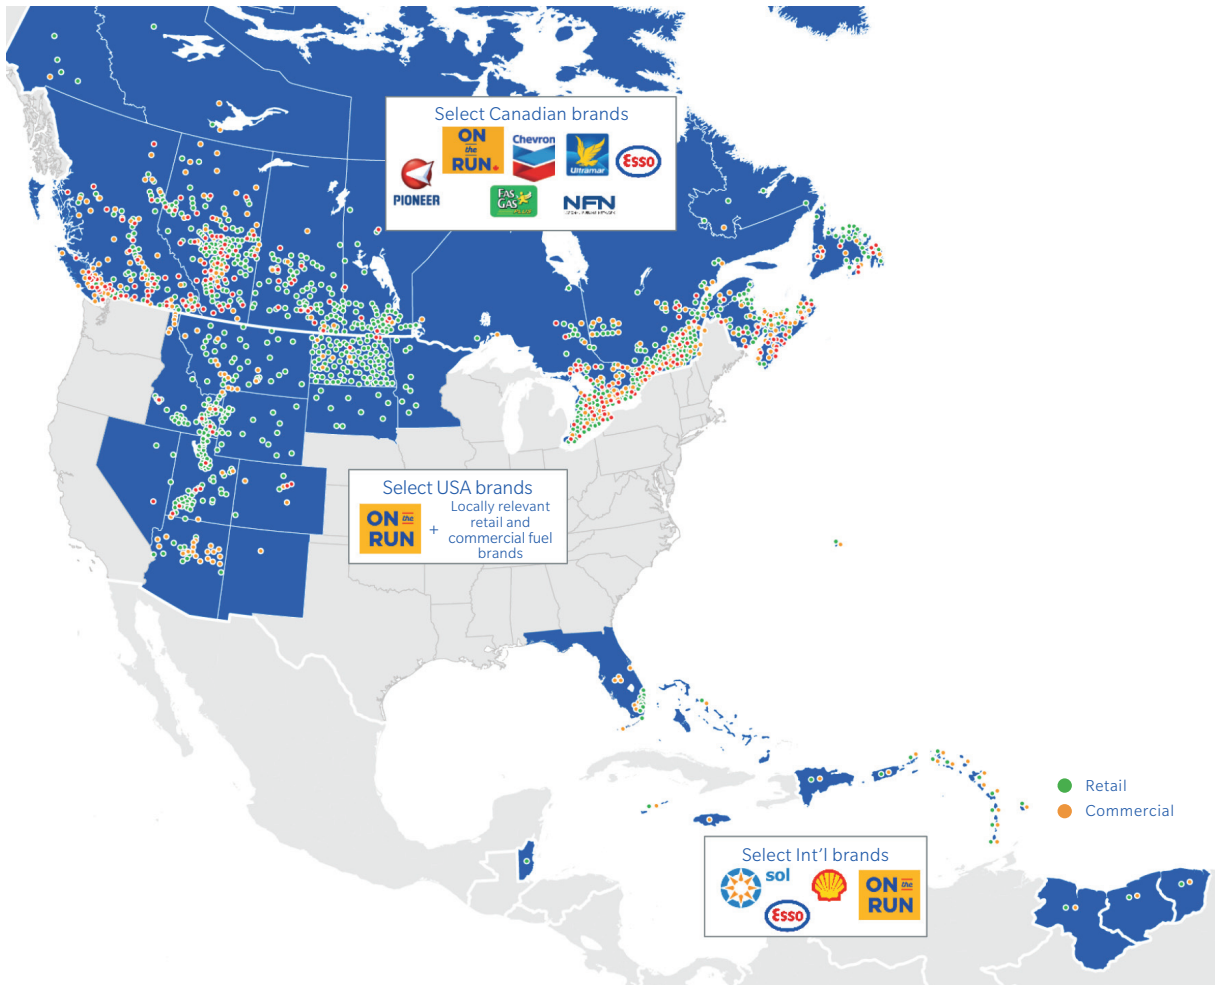 Select Canadian brands
ON
the
RUN
Chevron
Ultramar
Esso
PIONEER
FAS
GAS
PLUS
NFN
Select USA brands
ON the
RUN
+
Locally relevant
retail and
commercial fuel
brands
Retail
Commercial
Select Int'l brands
sol
Esso
ON the
RUN